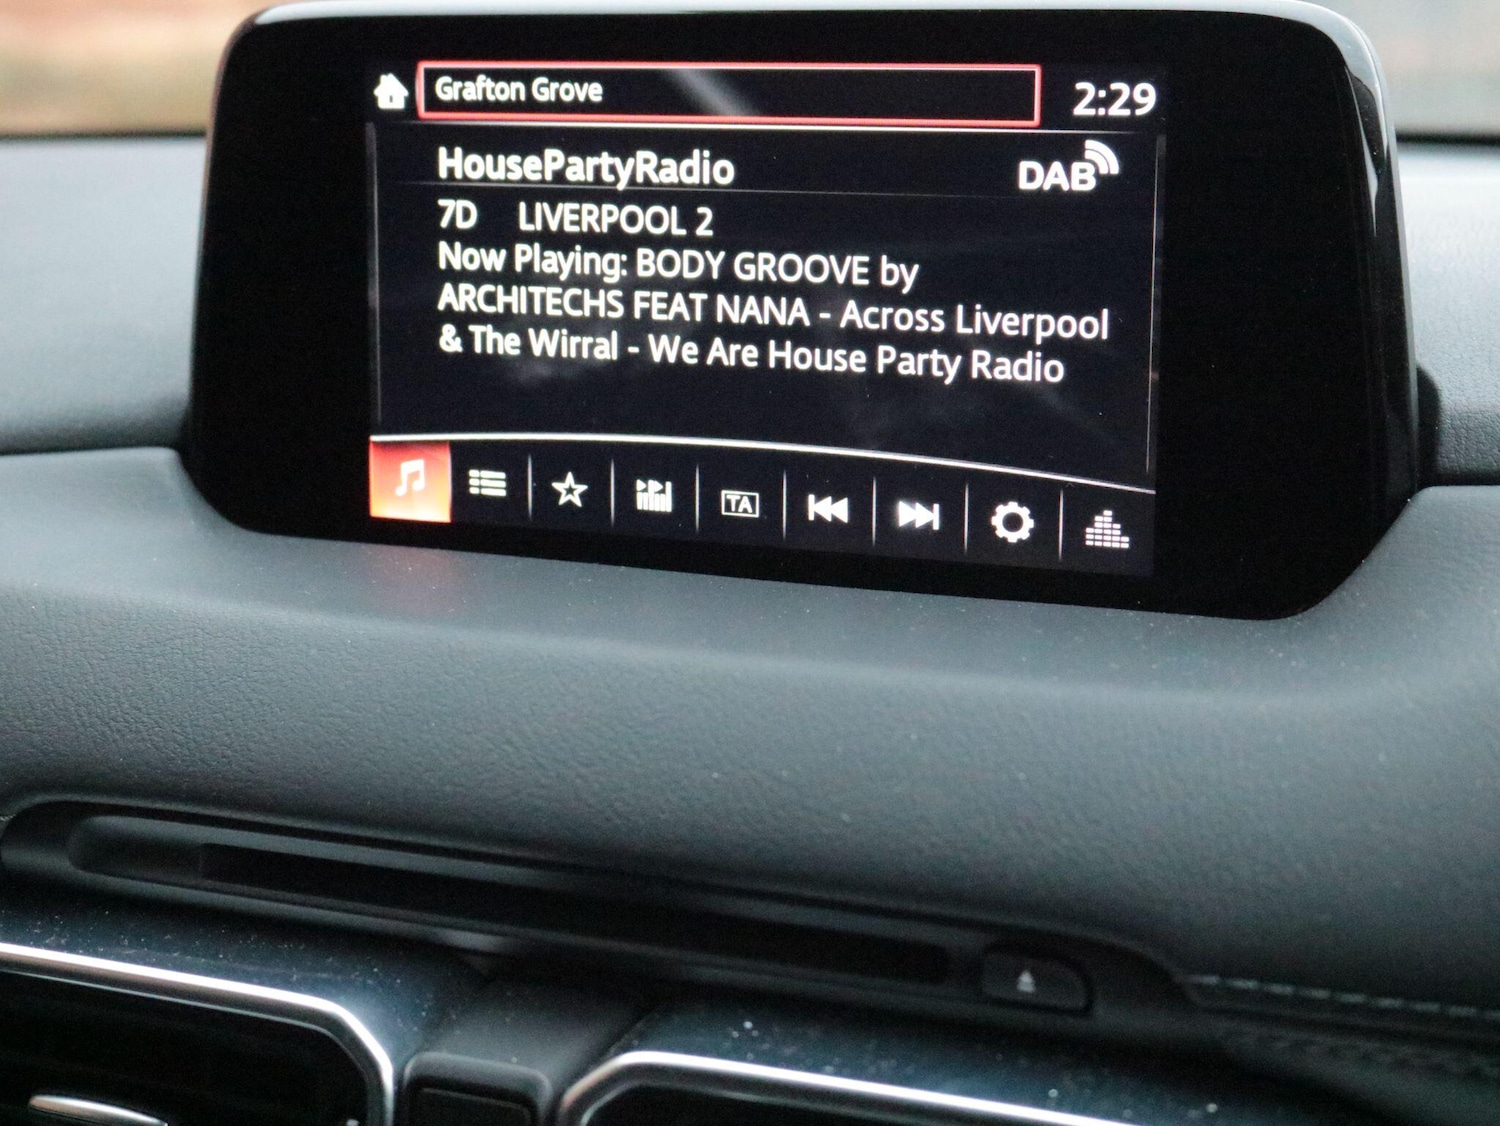 Grafton Grove
2:29
HousePartyRadio
DAB
7D LIVERPOOL 2
Now Playing: BODY GROOVE by
ARCHITECHS FEAT NANA - Across Liverpool
& The Wirral - We Are House Party Radio
TA